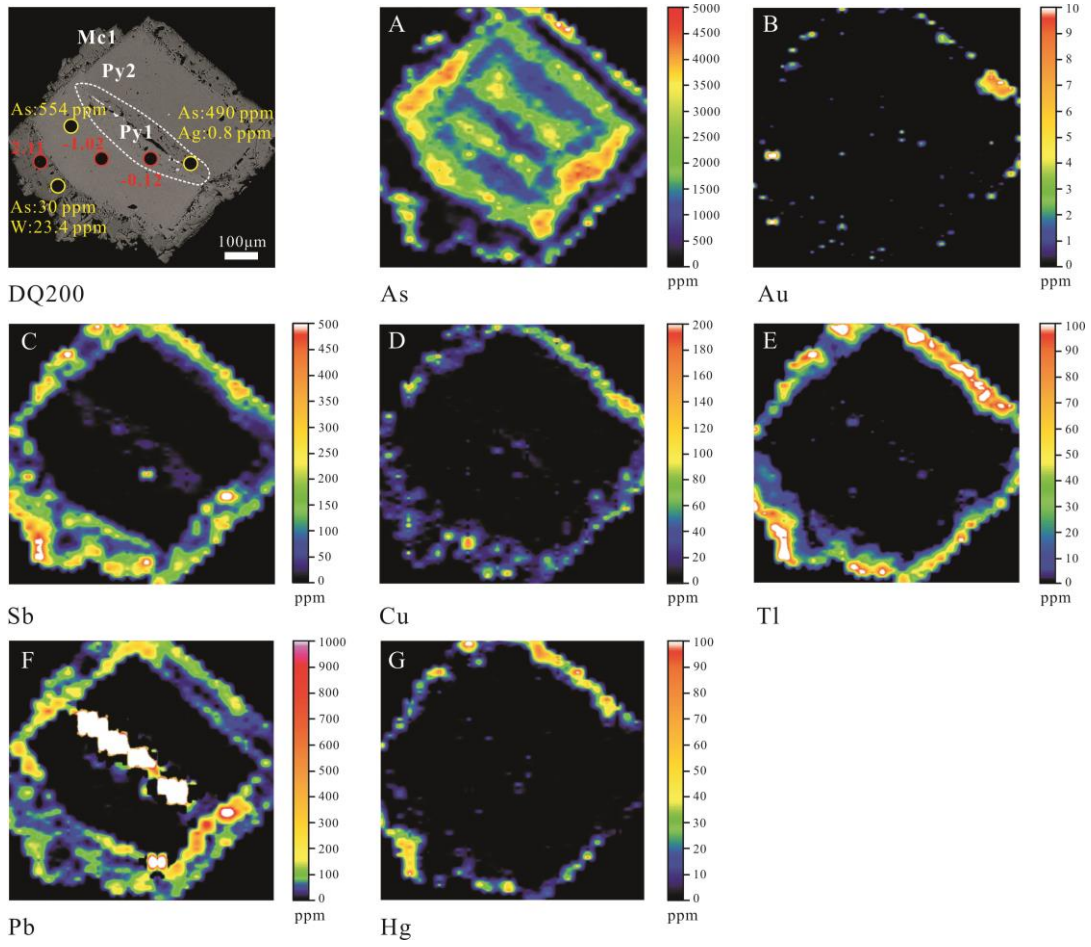 Mc1
Py2
As:554 ppm
As:490 ppm
Ag:0.8 ppm
Py1
2.11
-1.02
-0.12
As:30 ppm
W:23.4 ppm
100μm
DQ200
A
5000
4500
4000
3500
3000
2500
2000
1500
1000
500
0
ppm
As
B
10
9
8
7
6
5
4
3
2
1
0
ppm
Au
C
500
450
400
350
300
250
200
150
100
50
0
ppm
Sb
D
200
180
160
140
120
100
80
60
40
20
0
ppm
Cu
E
100
90
80
70
60
50
40
30
20
10
0
ppm
Tl
F
1000
900
800
700
600
500
400
300
200
100
0
ppm
Pb
G
100
90
80
70
60
50
40
30
20
10
0
ppm
Hg